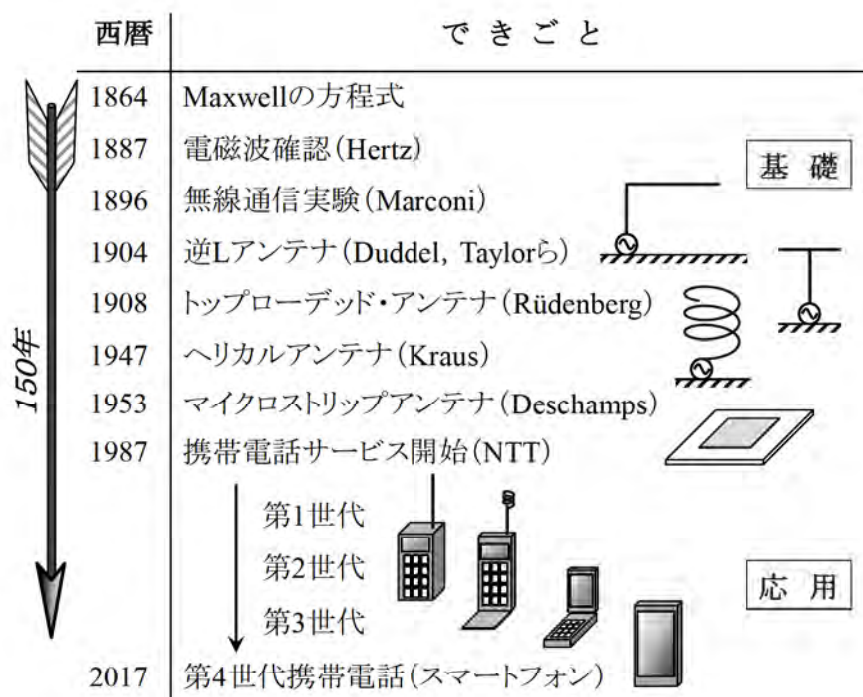 西暦 できごと
1864 Maxwellの方程式
1887 電磁波確認(Hertz)
基礎
1896 無線通信実験(Marconi)
1904 逆Lアンテナ(Duddel, Taylorら)
1908 トップローデッド・アンテナ(Rüdenberg)
150年
1947 ヘリカルアンテナ(Kraus)
1953 マイクロストリップアンテナ(Deschamps)
1987 携帯電話サービス開始(NTT)
第1世代
第2世代
応用
第3世代
2017 第4世代携帯電話(スマートフォン)